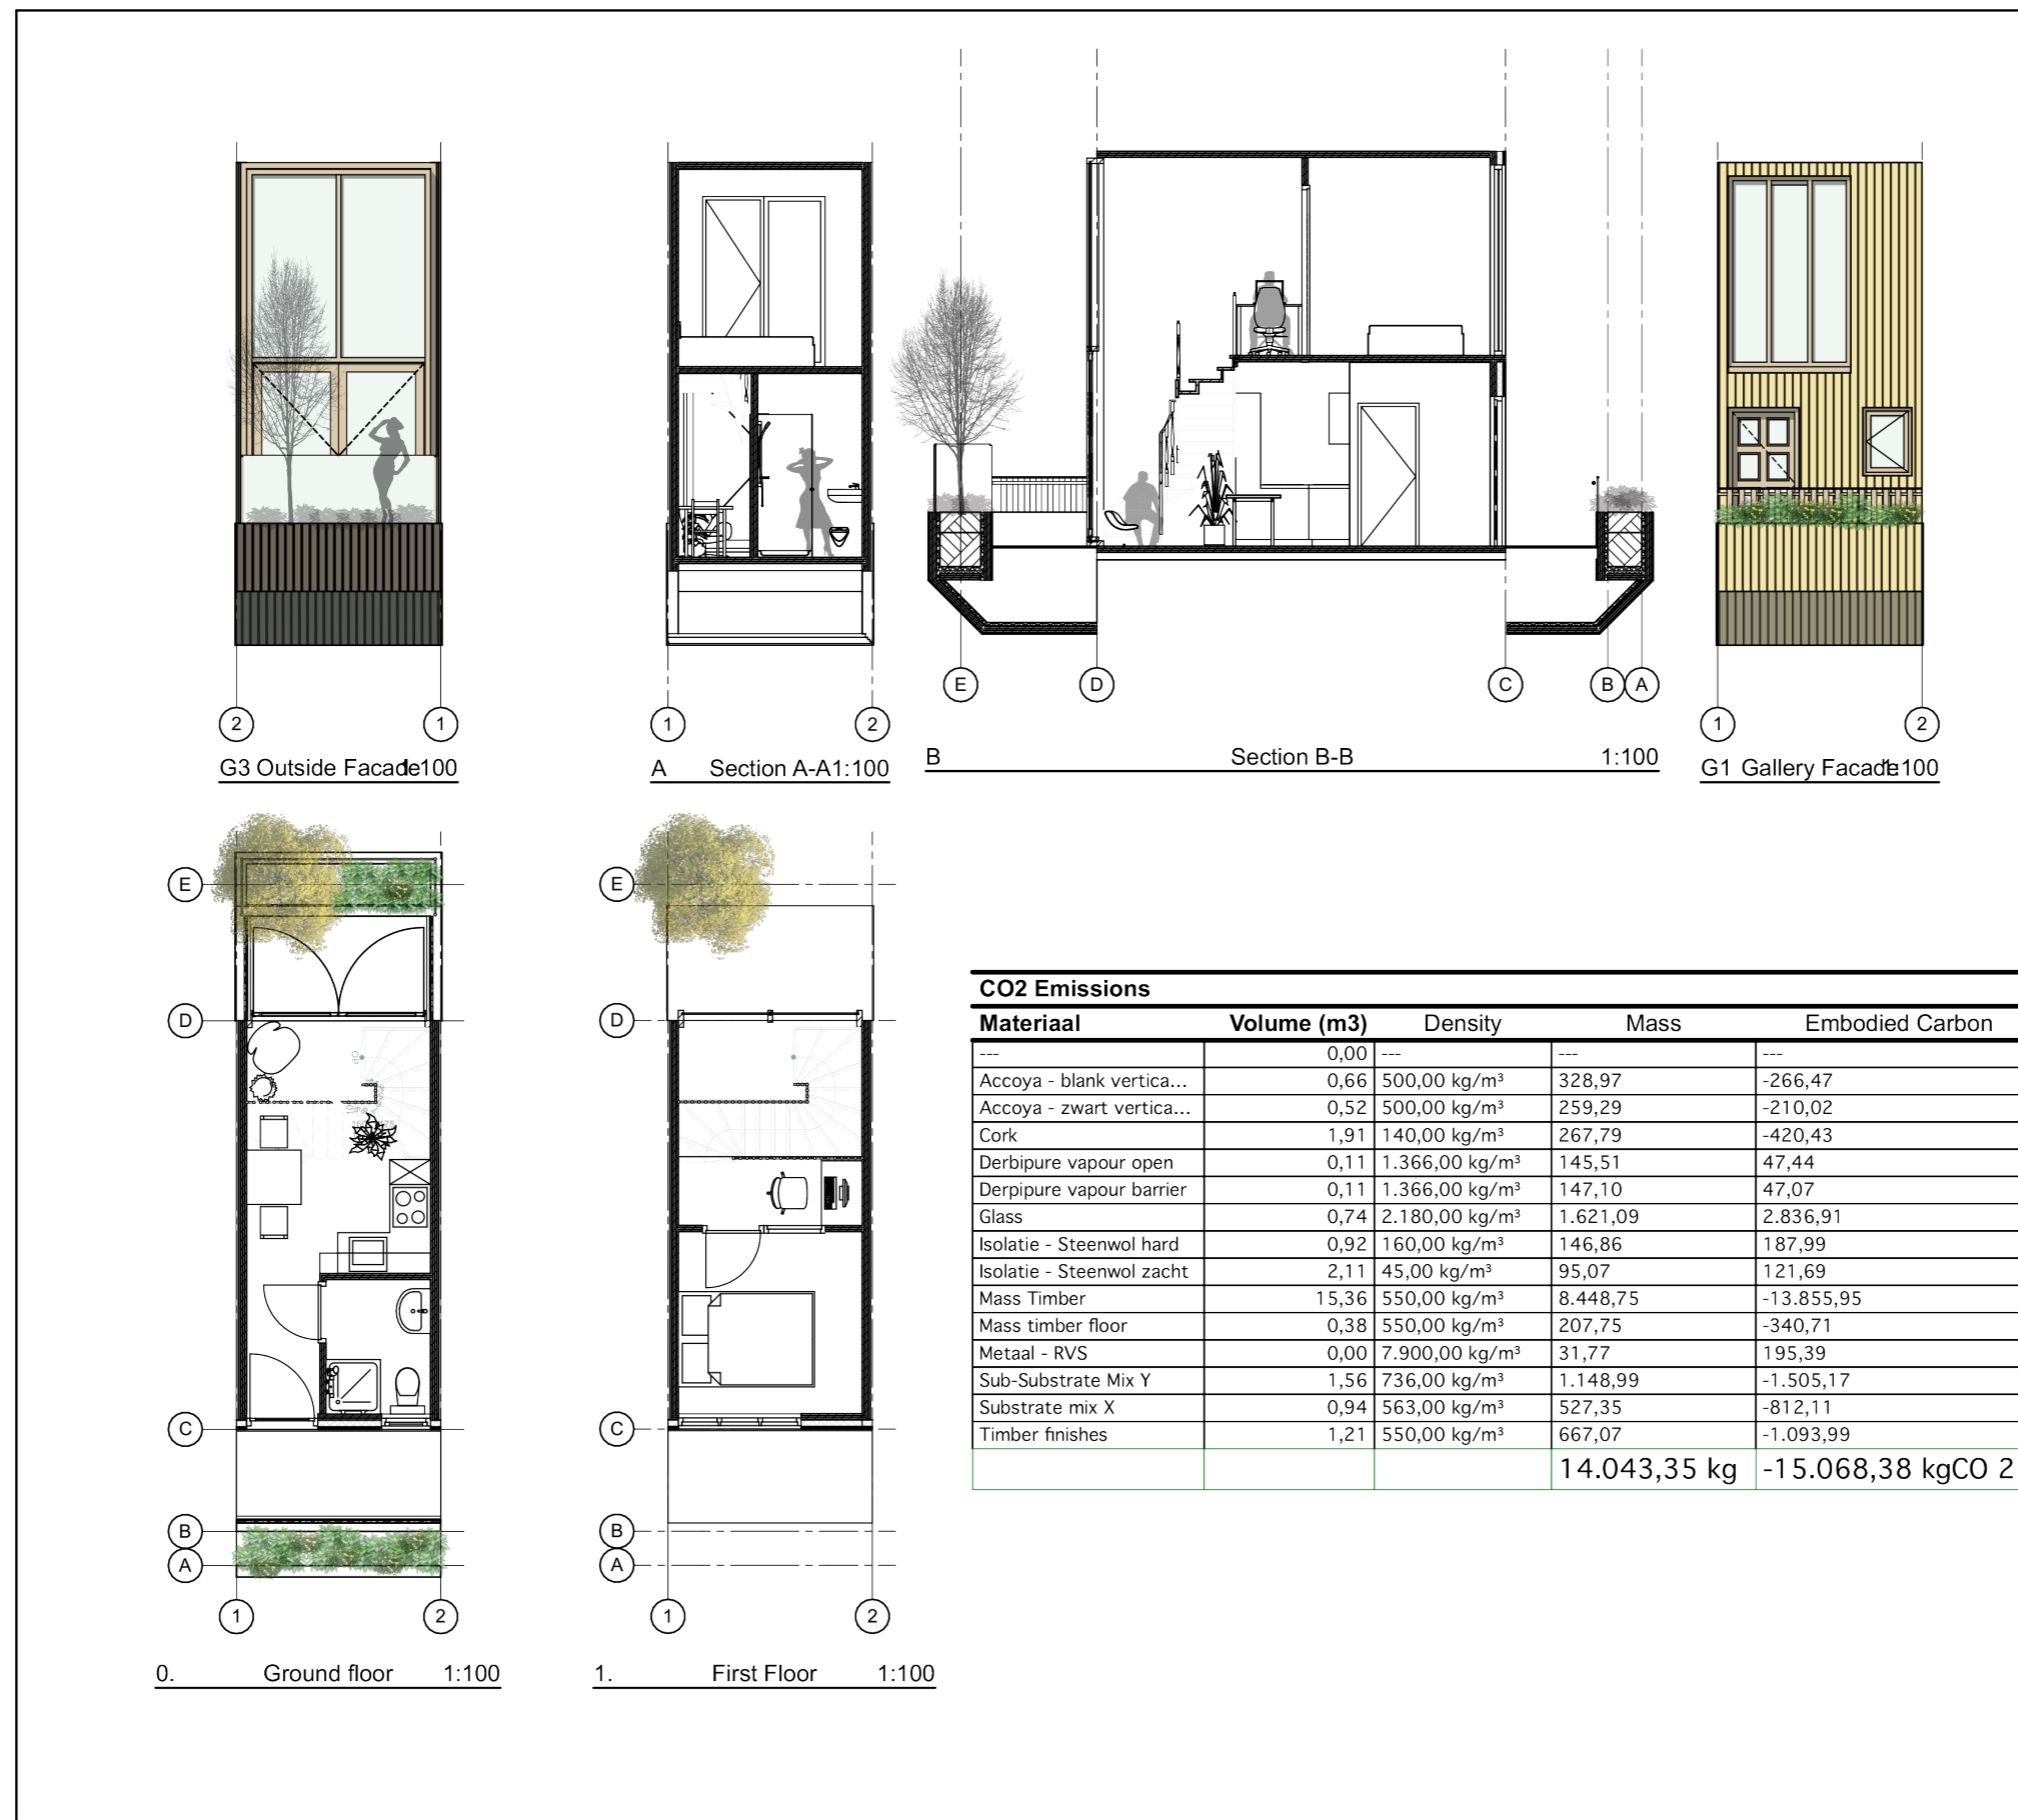 E D C B A
2 1
1 2
1 2
G3 Outside Facade 1:100
A Section A-A 1:100
B Section B-B 1:100
G1 Gallery Facade 1:100
E
D
C
B
A
1 2
0. Ground floor 1:100
E
D
C
B
A
1 2
1. First Floor 1:100
CO2 Emissions
Materiaal Volume (m3) Density Mass Embodied Carbon
--- 0,00 --- --- ---
Accoya - blank vertica... 0,66 500,00 kg/m³ 328,97 -266,47
Accoya - zwart vertica... 0,52 500,00 kg/m³ 259,29 -210,02
Cork 1,91 140,00 kg/m³ 267,79 -420,43
Derbipure vapour open 0,11 1.366,00 kg/m³ 145,51 47,44
Derpipure vapour barrier 0,11 1.366,00 kg/m³ 147,10 47,07
Glass 0,74 2.180,00 kg/m³ 1.621,09 2.836,91
Isolatie - Steenwol hard 0,92 160,00 kg/m³ 146,86 187,99
Isolatie - Steenwol zacht 2,11 45,00 kg/m³ 95,07 121,69
Mass Timber 15,36 550,00 kg/m³ 8.448,75 -13.855,95
Mass timber floor 0,38 550,00 kg/m³ 207,75 -340,71
Metaal - RVS 0,00 7.900,00 kg/m³ 31,77 195,39
Sub-Substrate Mix Y 1,56 736,00 kg/m³ 1.148,99 -1.505,17
Substrate mix X 0,94 563,00 kg/m³ 527,35 -812,11
Timber finishes 1,21 550,00 kg/m³ 667,07 -1.093,99
14.043,35 kg -15.068,38 kgCO 2